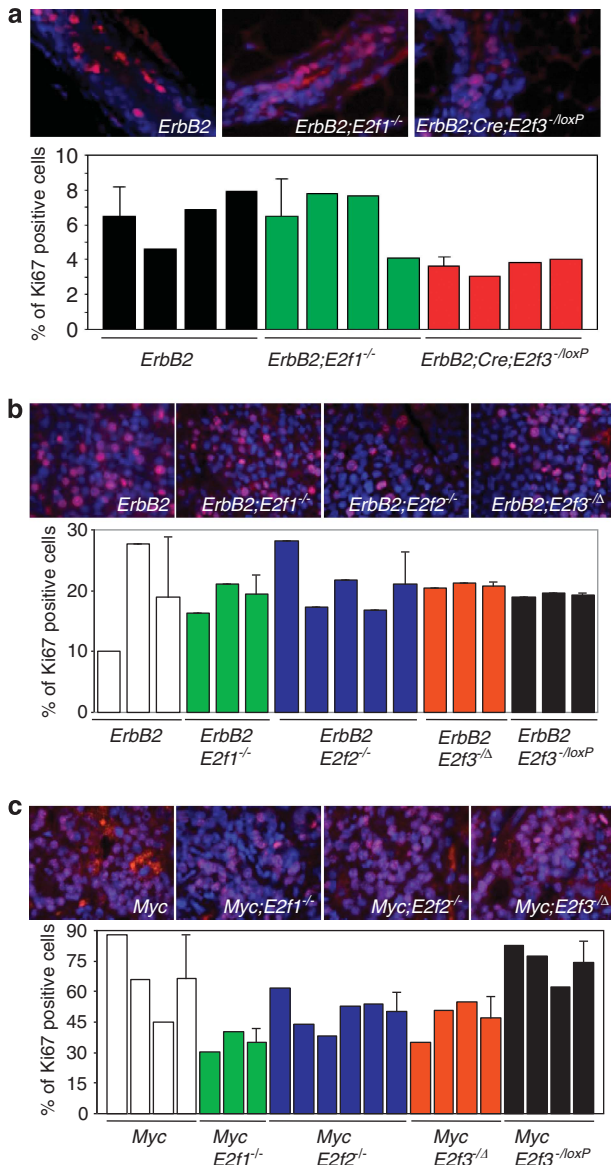 a
ErbB2
ErbB2;E2f1-/-
ErbB2;Cre;E2f3-/loxP
% of Ki67 positive cells
10
8
6
4
2
0
ErbB2
ErbB2;E2f1-/-
ErbB2;Cre;E2f3-/loxP
b
ErbB2
ErbB2;E2f1-/-
ErbB2;E2f2-/-
ErbB2;E2f3-/Δ
% of Ki67 positive cells
30
20
10
0
ErbB2
ErbB2 E2f1-/-
ErbB2 E2f2-/-
ErbB2 E2f3-/Δ
ErbB2 E2f3-/loxP
c
Myc
Myc;E2f1-/-
Myc;E2f2-/-
Myc;E2f3-/Δ
% of Ki67 positive cells
90
75
60
45
30
15
0
Myc
Myc E2f1-/-
Myc E2f2-/-
Myc E2f3-/Δ
Myc E2f3-/loxP